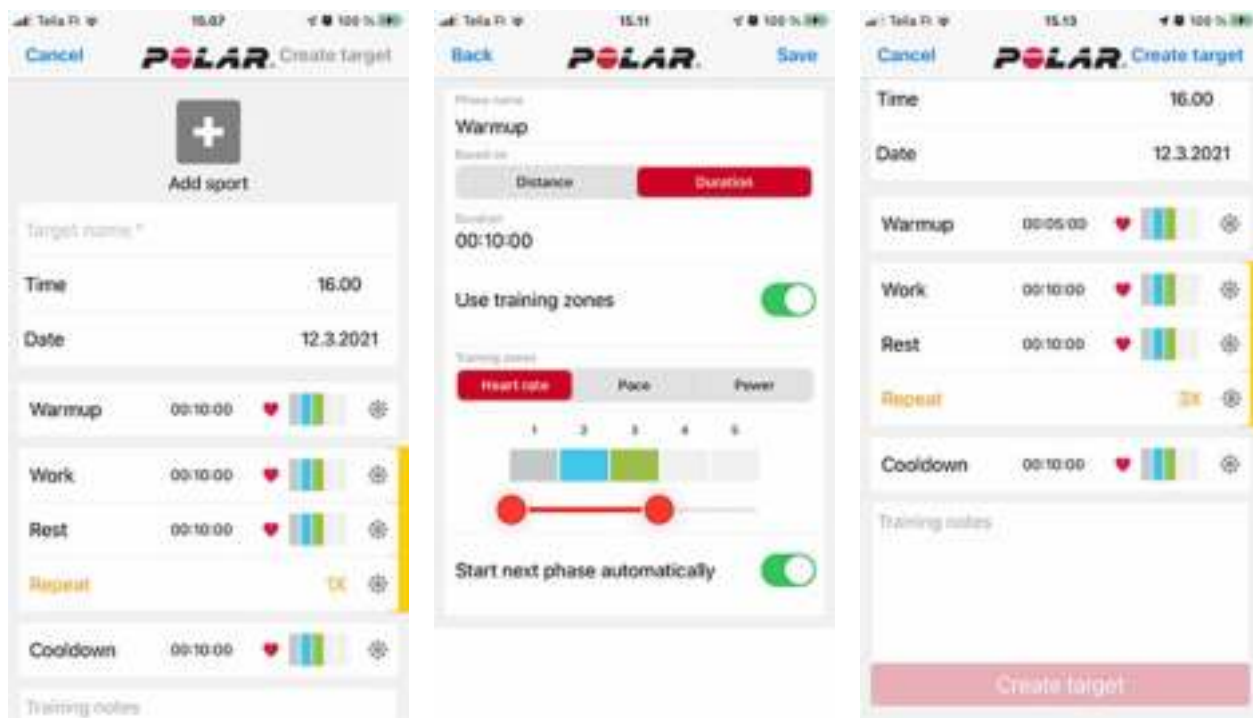 Telia FI 15.07 100 %
Cancel POLAR. Create target
Add sport
Target name *
Time 16.00
Date 12.3.2021
Warmup 00:10:00
Work 00:10:00
Rest 00:10:00
Repeat 1X
Cooldown 00:10:00
Training notes
Telia FI 15.11 100 %
Back POLAR. Save
Phase name
Warmup
Based on
Distance Duration
Duration
00:10:00
Use training zones
Training zones
Heart rate Pace Power
1 2 3 4 5
Start next phase automatically
Telia FI 15.13 100 %
Cancel POLAR. Create target
Time 16.00
Date 12.3.2021
Warmup 00:05:00
Work 00:10:00
Rest 00:10:00
Repeat
Cooldown 00:10:00
Training notes
Create target